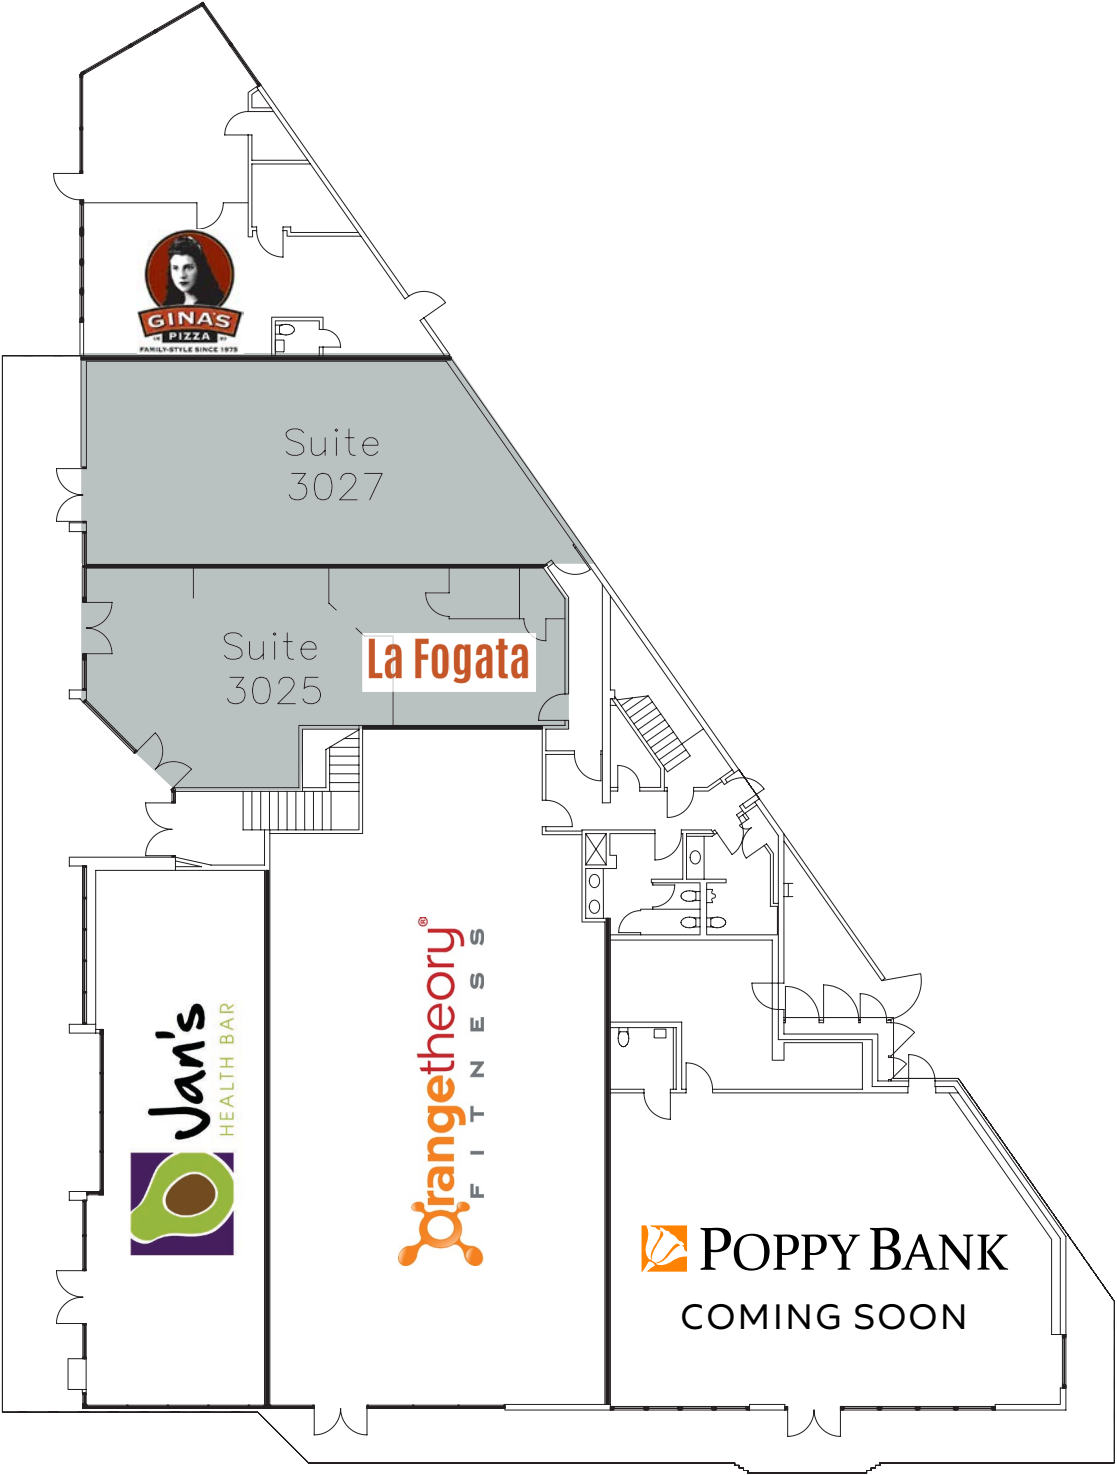 GINA'S
PIZZA
FAMILY-STYLE SINCE 1975
Suite
3027
Suite
3025
La Fogata
Jan's
HEALTH BAR
Orangetheory®
FITNESS
POPPY BANK
COMING SOON